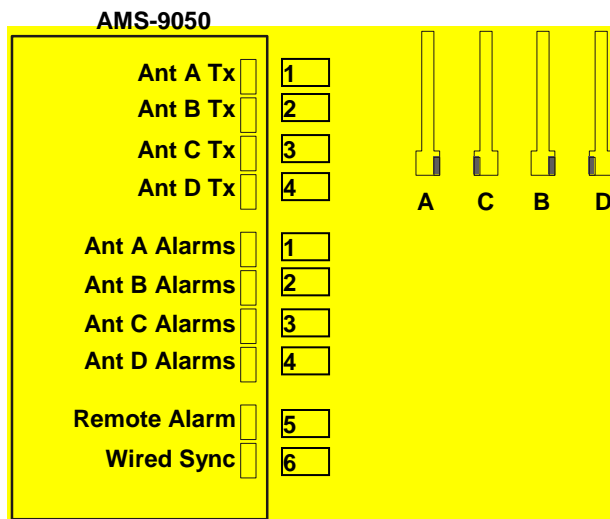 AMS-9050
Ant A Tx 1
Ant B Tx 2
Ant C Tx 3
Ant D Tx 4
A C B D
Ant A Alarms 1
Ant B Alarms 2
Ant C Alarms 3
Ant D Alarms 4
Remote Alarm 5
Wired Sync 6